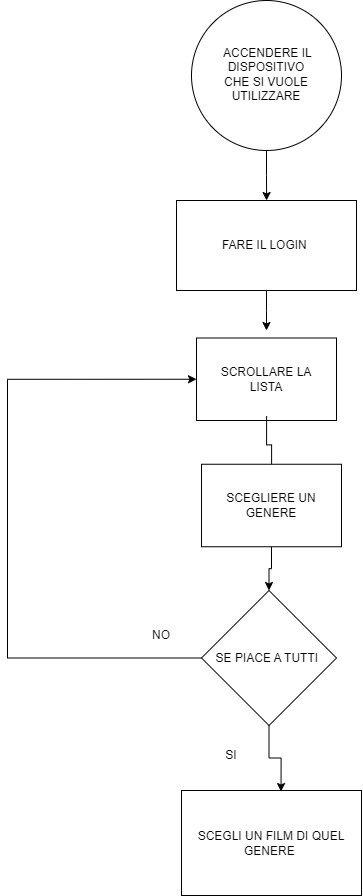 ACCENDERE IL
DISPOSITIVO
CHE SI VUOLE
UTILIZZARE
FARE IL LOGIN
SCROLLARE LA
LISTA
SCEGLIERE UN
GENERE
NO
SE PIACE A TUTTI
SI
SCEGLI UN FILM DI QUEL
GENERE